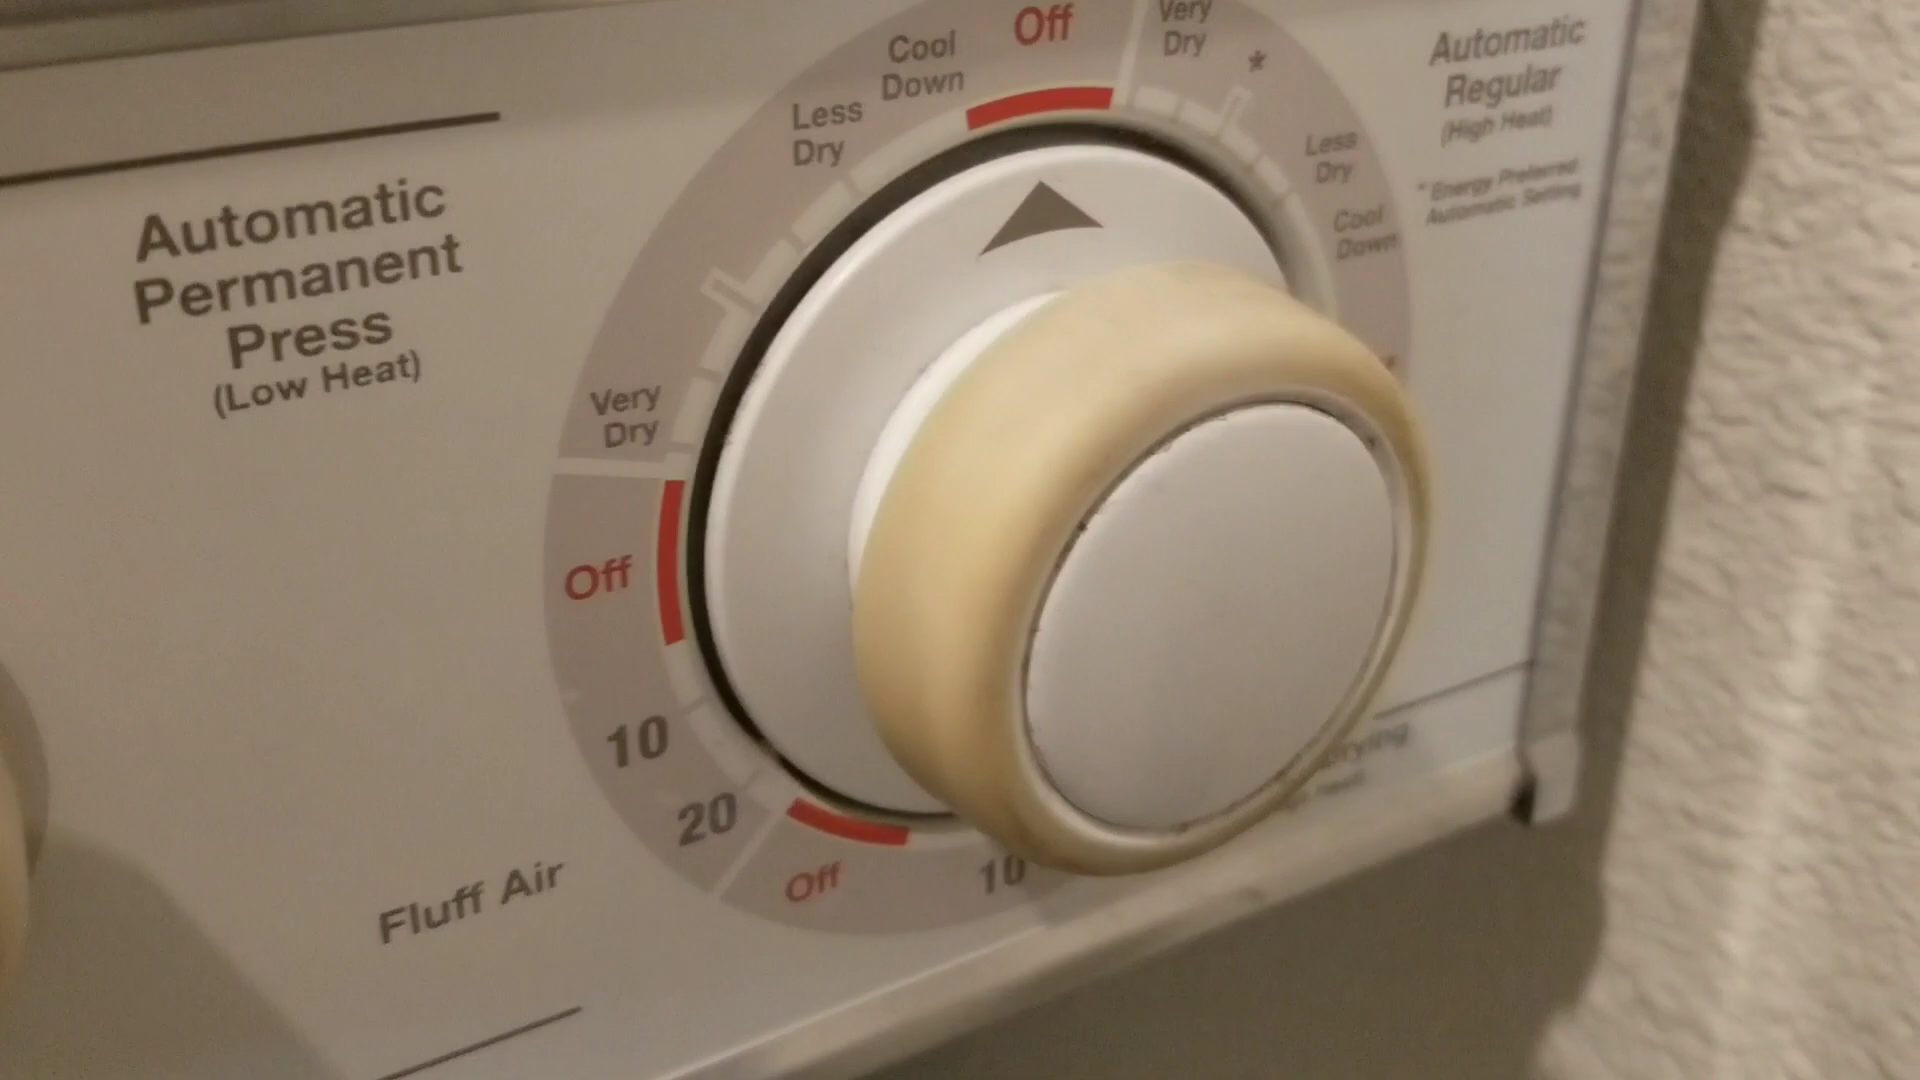 Off
Cool
Down
Less
Dry
Very
Dry
*
Less
Dry
Cool
Down
Automatic
Regular
(High Heat)
* Energy Preferred
Automatic Setting
Automatic
Permanent
Press
(Low Heat)
Very
Dry
Off
10
20
Off
10
Fluff Air